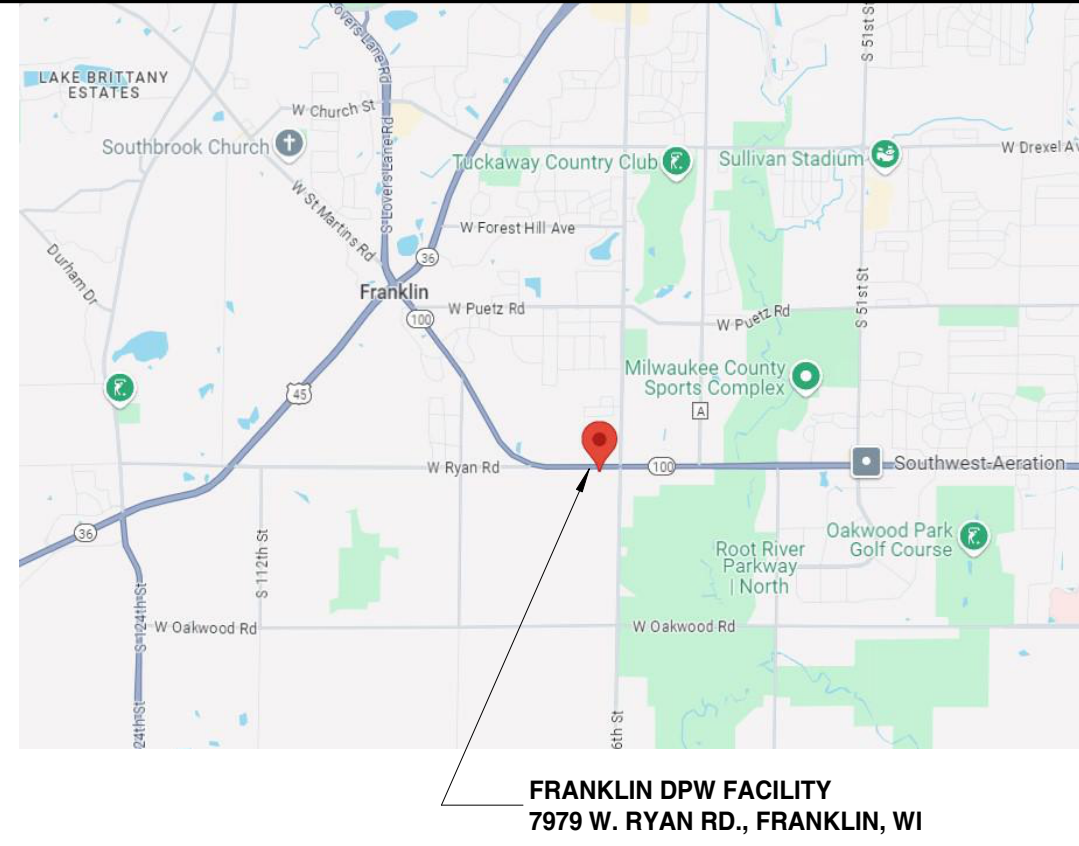 S Lovers Lane Rd
S 51st S
LAKE BRITTANY
ESTATES
W Church St
Southbrook Church
S Lovers Lane Rd
Tuckaway Country Club
Sullivan Stadium
W Drexel Av
W St Martins Rd
W Forest Hill Ave
Durham Dr
36
Franklin
100
W Puetz Rd
W Puetz Rd
S 51st St
Milwaukee County
Sports Complex
45
A
W Ryan Rd
100
Southwest-Aeration
36
S 112th St
Oakwood Park
Golf Course
Root River
Parkway
| North
S 124th St
W Oakwood Rd
W Oakwood Rd
24th St
6th St
FRANKLIN DPW FACILITY
7979 W. RYAN RD., FRANKLIN, WI